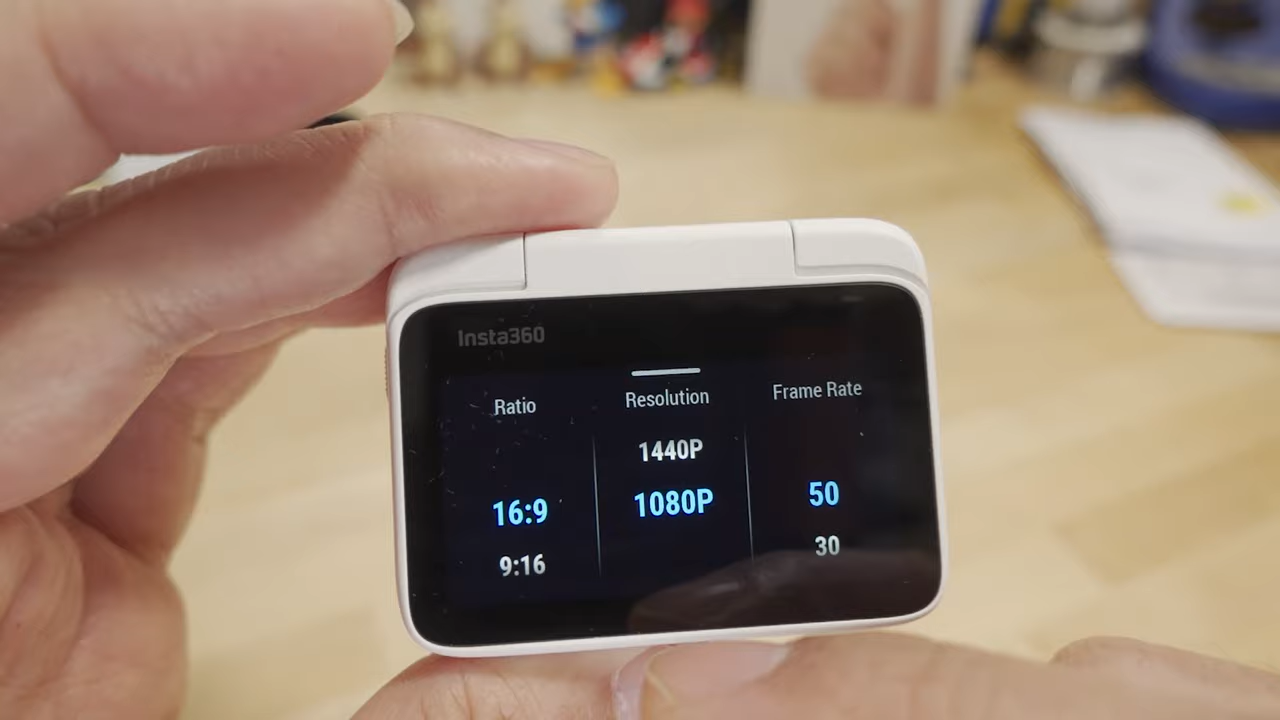 Insta360
Ratio
Resolution
Frame Rate
1440P
16:9
1080P
50
9:16
30